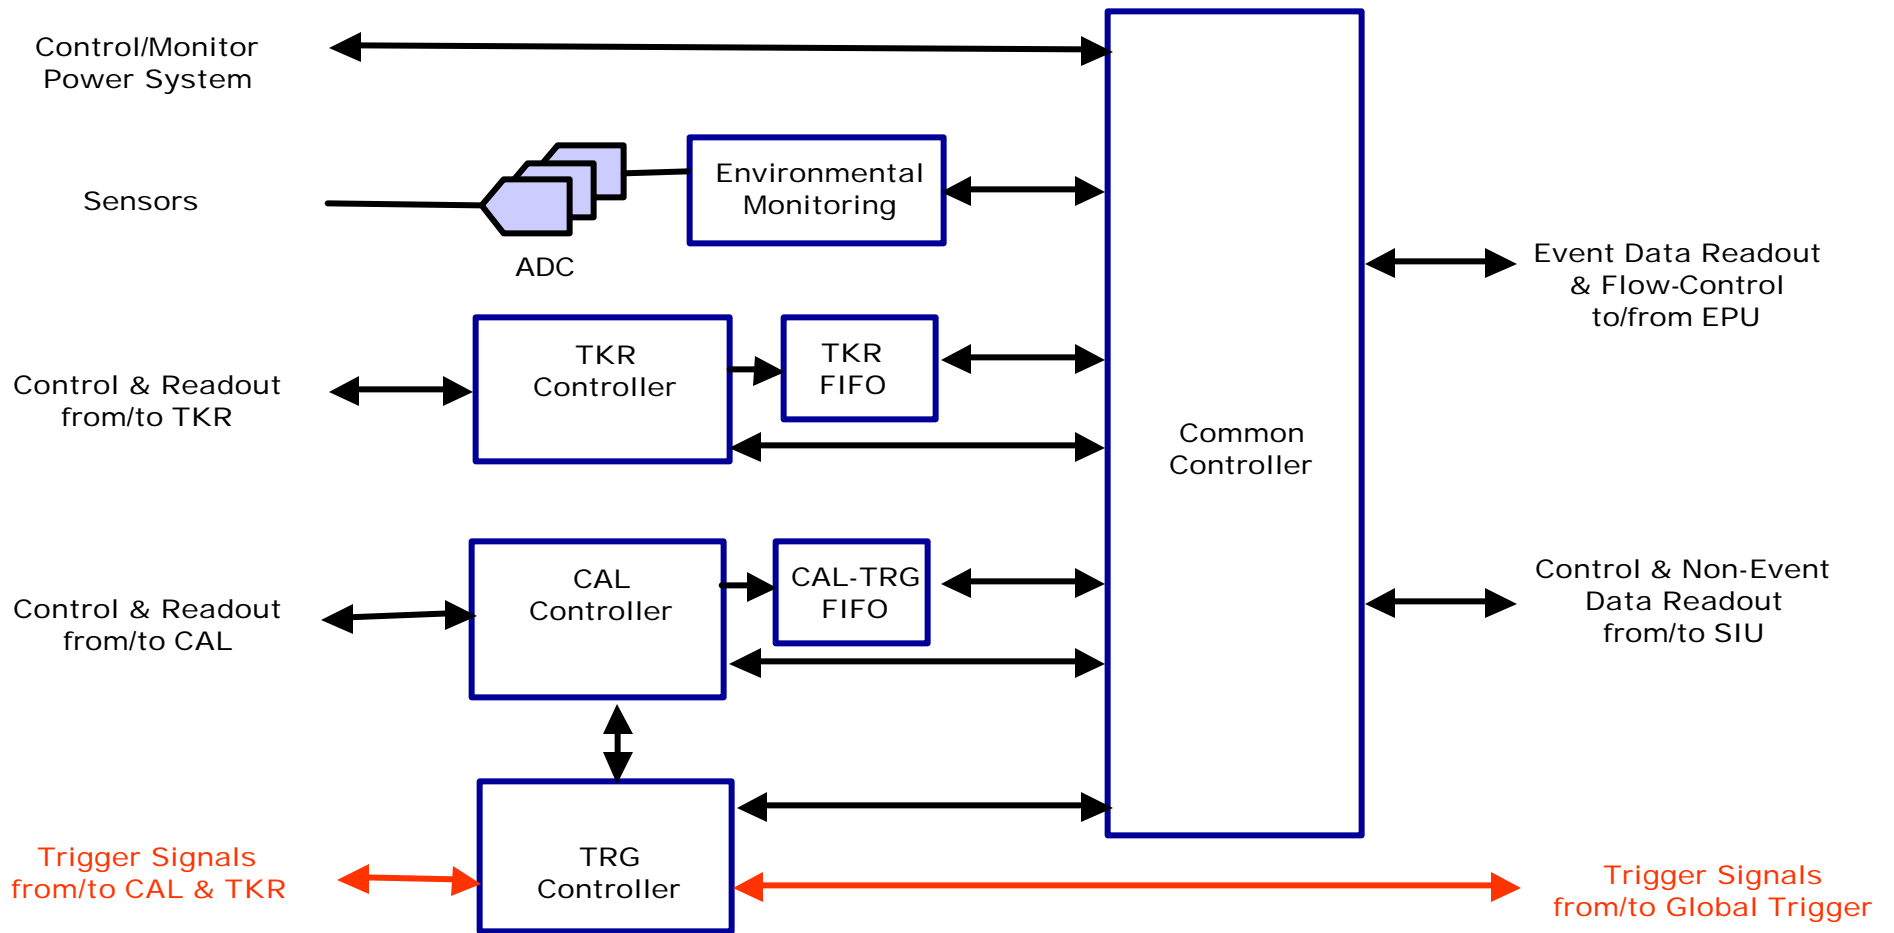 Control/Monitor
Power System
Sensors
ADC
Environmental
Monitoring
Control & Readout
from/to TKR
TKR
Controller
TKR
FIFO
Control & Readout
from/to CAL
CAL
Controller
CAL-TRG
FIFO
Trigger Signals
from/to CAL & TKR
TRG
Controller
Common
Controller
Event Data Readout
& Flow-Control
to/from EPU
Control & Non-Event
Data Readout
from/to SIU
Trigger Signals
from/to Global Trigger